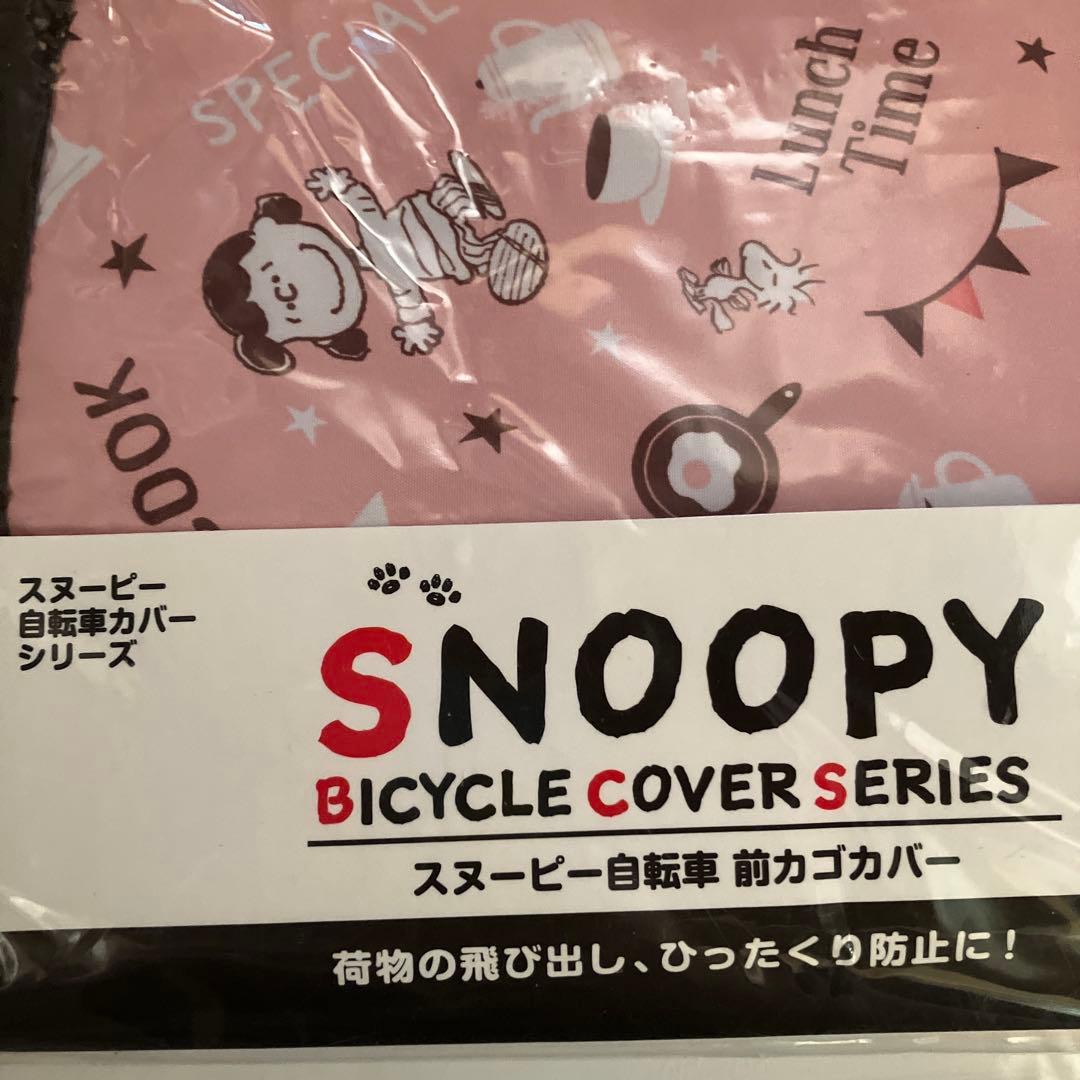 SPECIAL
Lunch
Time
スヌーピー
自転車カバー
シリーズ
SNOOPY
BICYCLE COVER SERIES
スヌーピー自転車 前カゴカバー
荷物の飛び出し、ひったくり防止に！